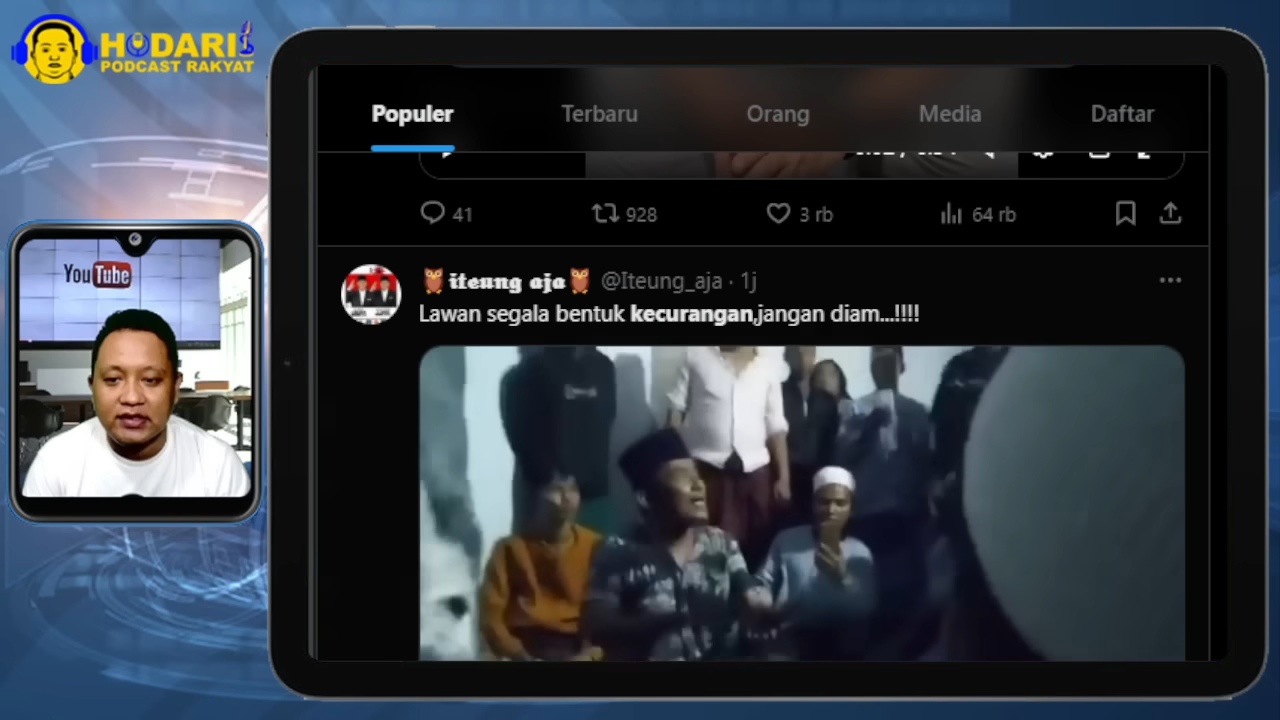 HODARI
PODCAST RAKYAT
Populer Terbaru Orang Media Daftar
41 928 3 rb 64 rb
YouTube
🦉𝖎𝖙𝖊𝖚𝖓𝖌 𝖆𝖏𝖆🦉 @Iteung_aja · 1j
Lawan segala bentuk kecurangan,jangan diam...!!!!